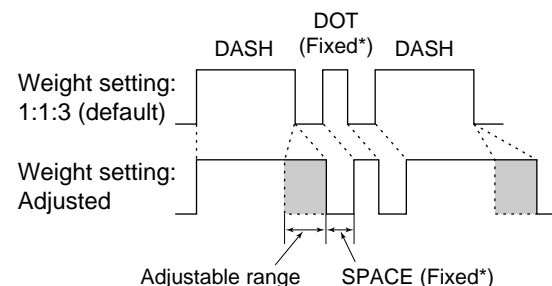 DOT
(Fixed*)
DASH
DASH
Weight setting:
1:1:3 (default)
Weight setting:
Adjusted
Adjustable range
SPACE (Fixed*)